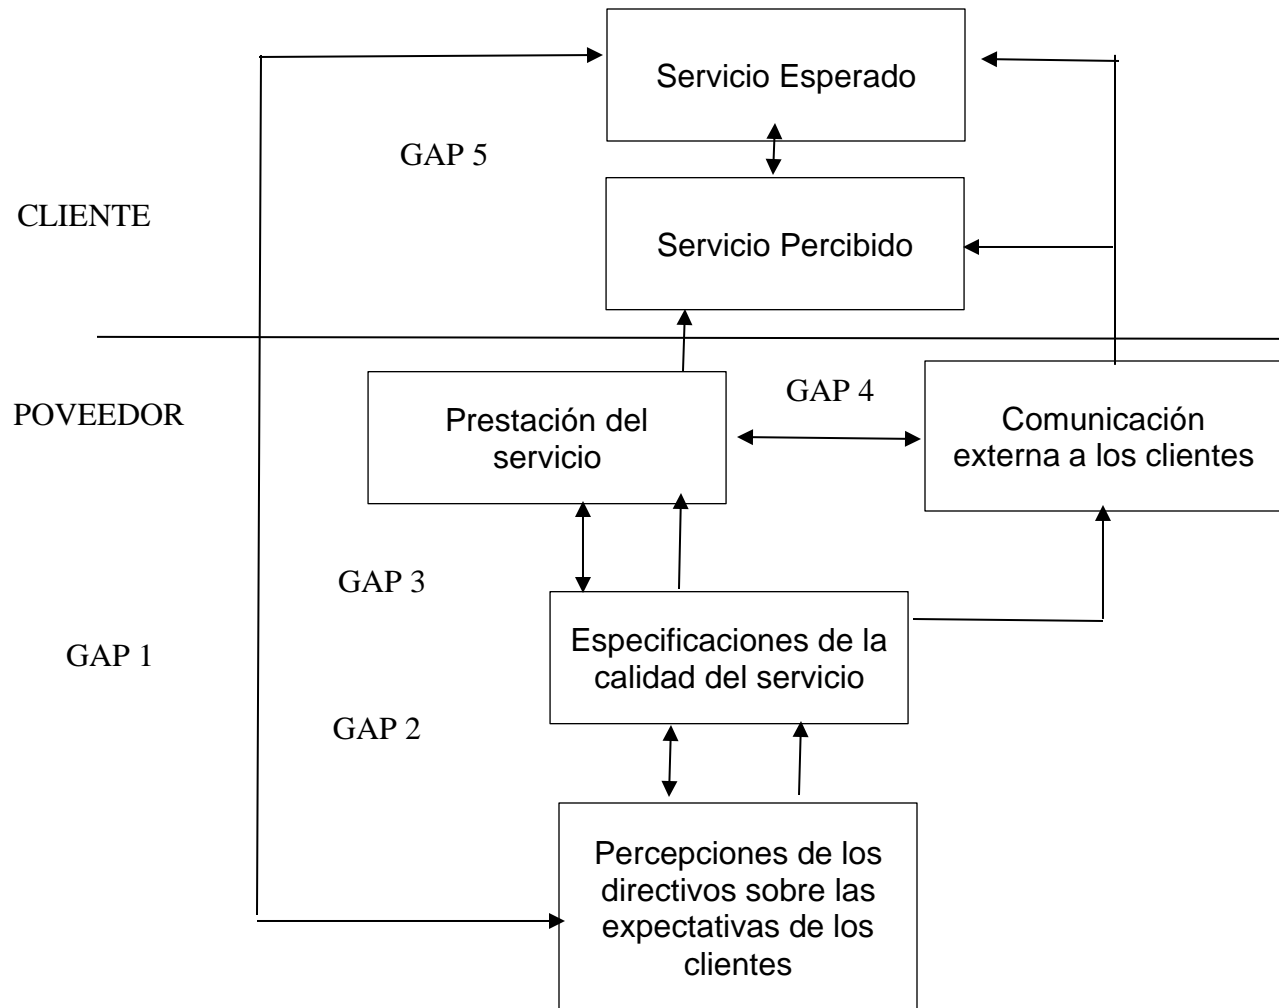 Servicio Esperado
GAP 5
CLIENTE
Servicio Percibido
POVEEDOR
Prestación del
servicio
GAP 4
Comunicación
externa a los clientes
GAP 3
Especificaciones de la
calidad del servicio
GAP 1
GAP 2
Percepciones de los
directivos sobre las
expectativas de los
clientes